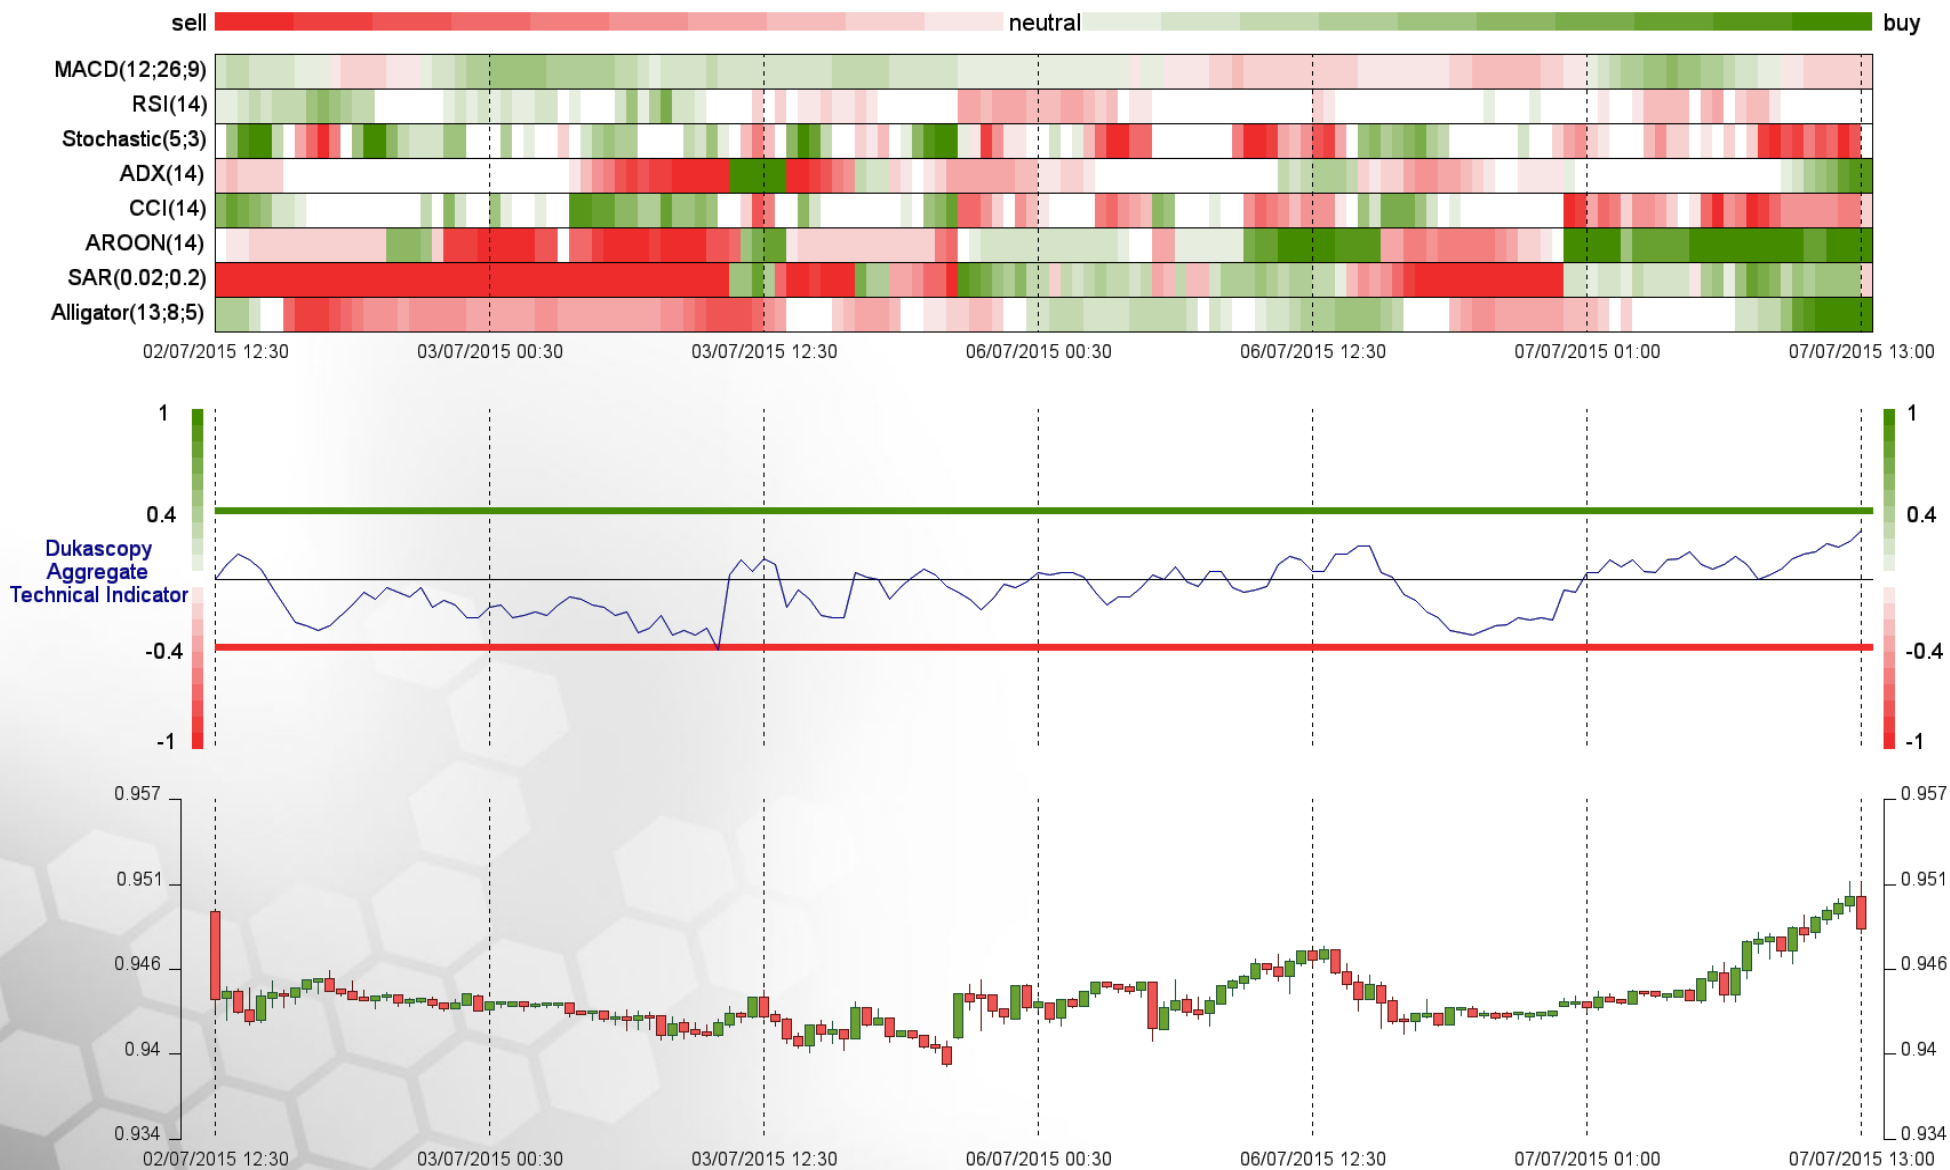 sell neutral buy
MACD(12;26;9)
RSI(14)
Stochastic(5;3)
ADX(14)
CCI(14)
AROON(14)
SAR(0.02;0.2)
Alligator(13;8;5)
02/07/2015 12:30 03/07/2015 00:30 03/07/2015 12:30 06/07/2015 00:30 06/07/2015 12:30 07/07/2015 01:00 07/07/2015 13:00
1 1
0.4 0.4
Dukascopy
Aggregate
Technical Indicator
-0.4 -0.4
-1 -1
0.957 0.957
0.951 0.951
0.946 0.946
0.94 0.94
0.934 0.934
02/07/2015 12:30 03/07/2015 00:30 03/07/2015 12:30 06/07/2015 00:30 06/07/2015 12:30 07/07/2015 01:00 07/07/2015 13:00